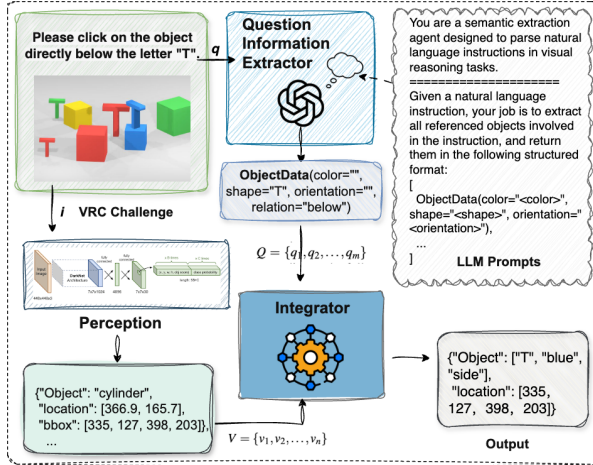 Please click on the object
directly below the letter "T".
q
Question
Information
Extractor
You are a semantic extraction
agent designed to parse natural
language instructions in visual
reasoning tasks.
=====================
Given a natural language
instruction, your job is to extract
all referenced objects involved
in the instruction, and return
them in the following structured
format:
[
ObjectData(color="<color>",
shape="<shape>", orientation="
<orientation>"),
...
]
LLM Prompts
ObjectData(color="",
shape="T", orientation="",
relation="below")
i
VRC Challenge
Q = {q1, q2, . . . , qm}
Perception
Integrator
{"Object": "cylinder",
"location": [366.9, 165.7],
"bbox": [335, 127, 398, 203]},
...
V = {v1, v2, . . . , vn}
{"Object": ["T", "blue",
"side"],
"location": [335,
127, 398, 203]}
Output